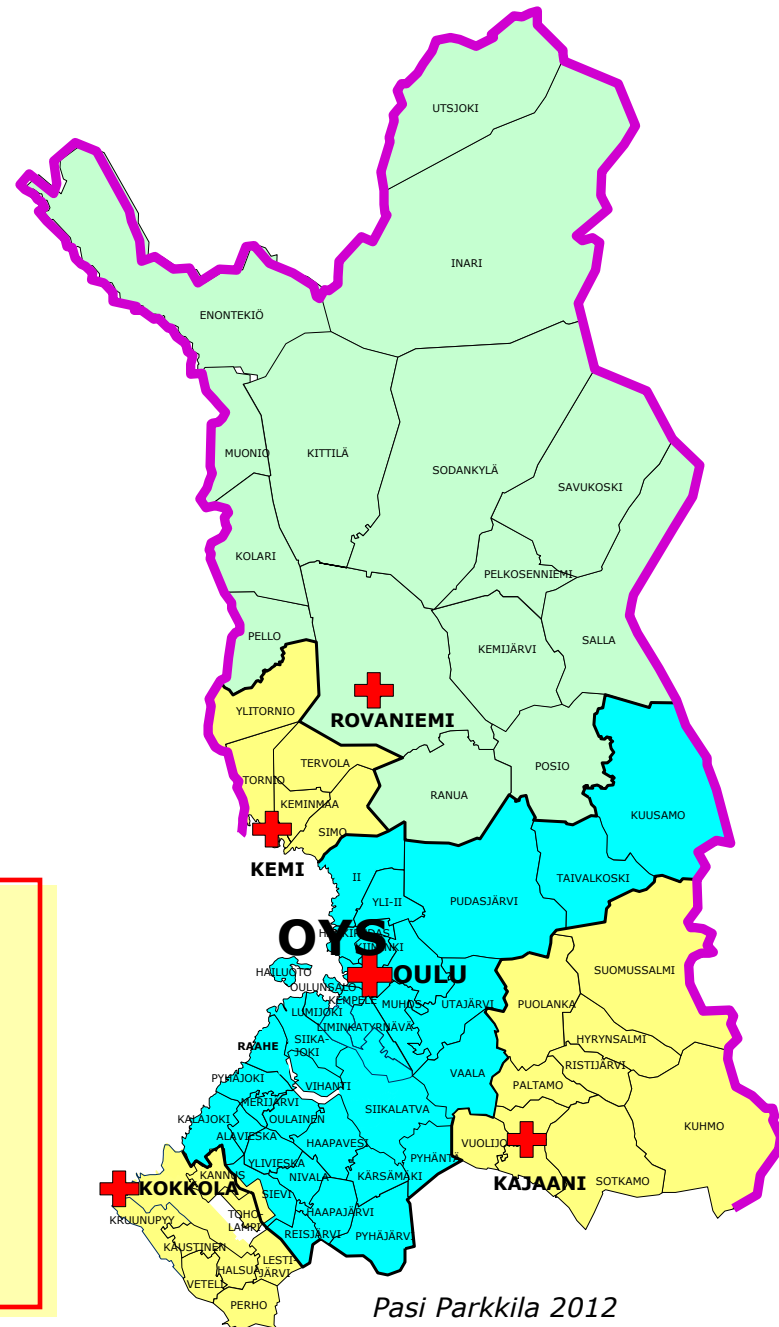 UTSJOKI
INARI
ENONTEKIÖ
MUONIO
KITTILÄ
SODANKYLÄ
SAVUKOSKI
KOLARI
PELKOSENNIEMI
PELLO
KEMIJÄRVI
SALLA
YLITORNIO
ROVANIEMI
TERVOLA
POSIO
TORNIO
RANUA
KEMINMAA
KUUSAMO
SIMO
KEMI
II
TAIVALKOSKI
YLI-II
PUDASJÄRVI
OYS
KIIMINKI
HAILUOTO
OULU
SUOMUSSALMI
OULUNSALO
KEMPELE
MUHOS
UTAJÄRVI
PUOLANKA
LUMIJOKI
LIMINKA
TYRNÄVÄ
HYRYNSALMI
RAAHE
SIIKA-
JOKI
RISTIJÄRVI
PYHÄJOKI
VIHANTI
VAALA
PALTAMO
MERIJÄRVI
SIIKALATVA
KALAJOKI
OULAINEN
KUHMO
ALAVIESKA
HAAPAVESI
VUOLIJOKI
YLIVIESKA
PYHÄNTÄ
KANNUS
NIVALA
KÄRSÄMÄKI
SOTKAMO
KOKKOLA
SIEVI
KAJAANI
KRUUNUPYY
TOHO-
LAMPI
HAAPAJÄRVI
REISJÄRVI
PYHÄJÄRVI
KAUSTINEN
LESTI-
JÄRVI
HALSUA
VETELI
PERHO
Pasi Parkkila 2012